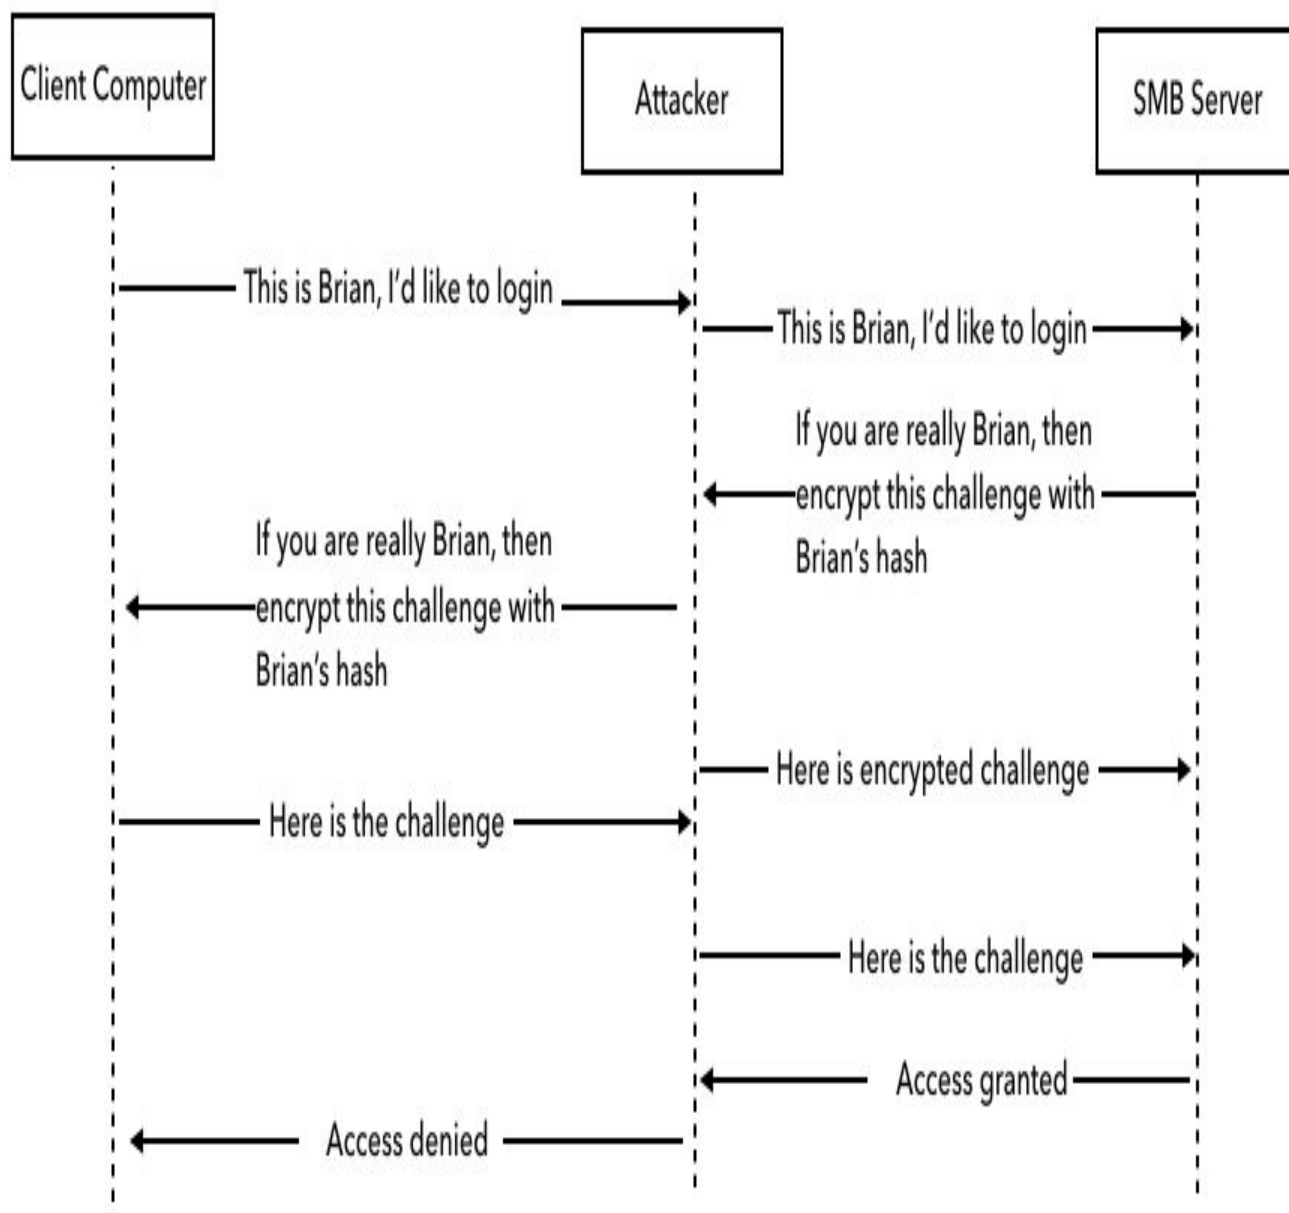 Client Computer
Attacker
SMB Server
This is Brian, I'd like to login
This is Brian, I'd like to login
If you are really Brian, then
encrypt this challenge with
Brian's hash
If you are really Brian, then
encrypt this challenge with
Brian's hash
Here is encrypted challenge
Here is the challenge
Here is the challenge
Access granted
Access denied